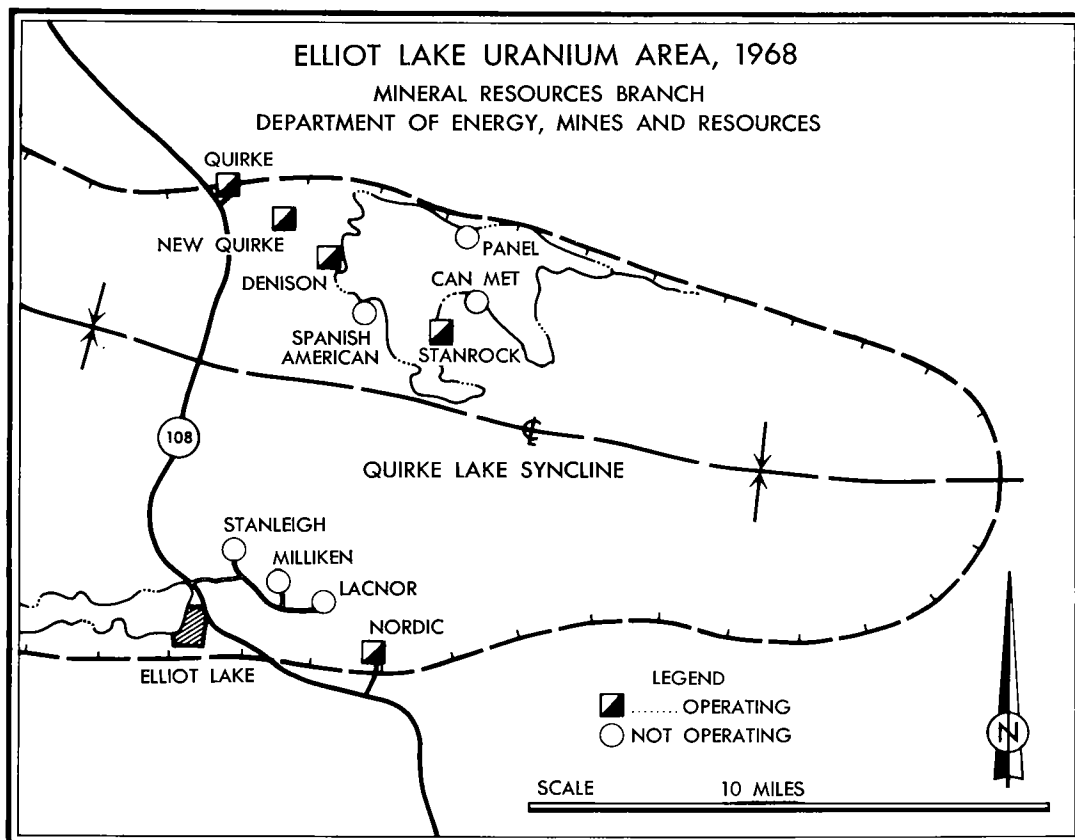 ELLIOT LAKE URANIUM AREA, 1968
MINERAL RESOURCES BRANCH
DEPARTMENT OF ENERGY, MINES AND RESOURCES
QUIRKE
NEW QUIRKE
PANEL
DENISON
CAN MET
SPANISH
AMERICAN
STANROCK
108
QUIRKE LAKE SYNCLINE
STANLEIGH
MILLIKEN
LACNOR
NORDIC
ELLIOT LAKE
LEGEND
........ OPERATING
NOT OPERATING
N
SCALE 10 MILES